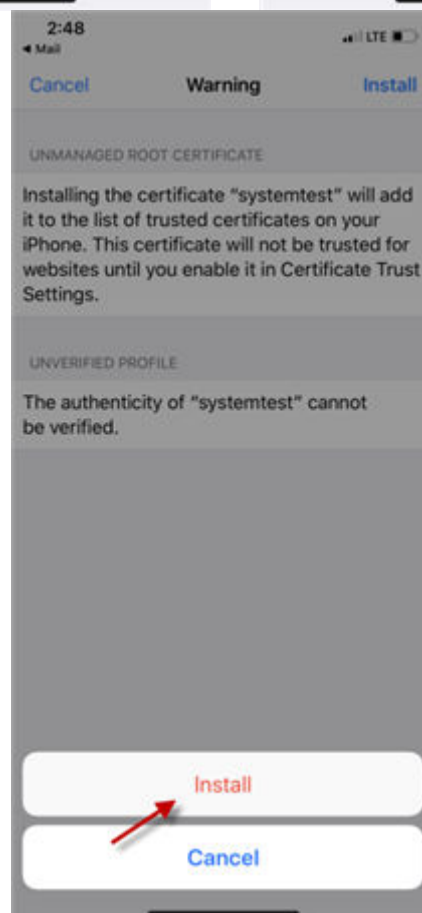 2:48
LTE
Mail
Cancel
Warning
Install
UNMANAGED ROOT CERTIFICATE
Installing the certificate “systemtest” will add
it to the list of trusted certificates on your
iPhone. This certificate will not be trusted for
websites until you enable it in Certificate Trust
Settings.
UNVERIFIED PROFILE
The authenticity of “systemtest” cannot
be verified.
Install
Cancel